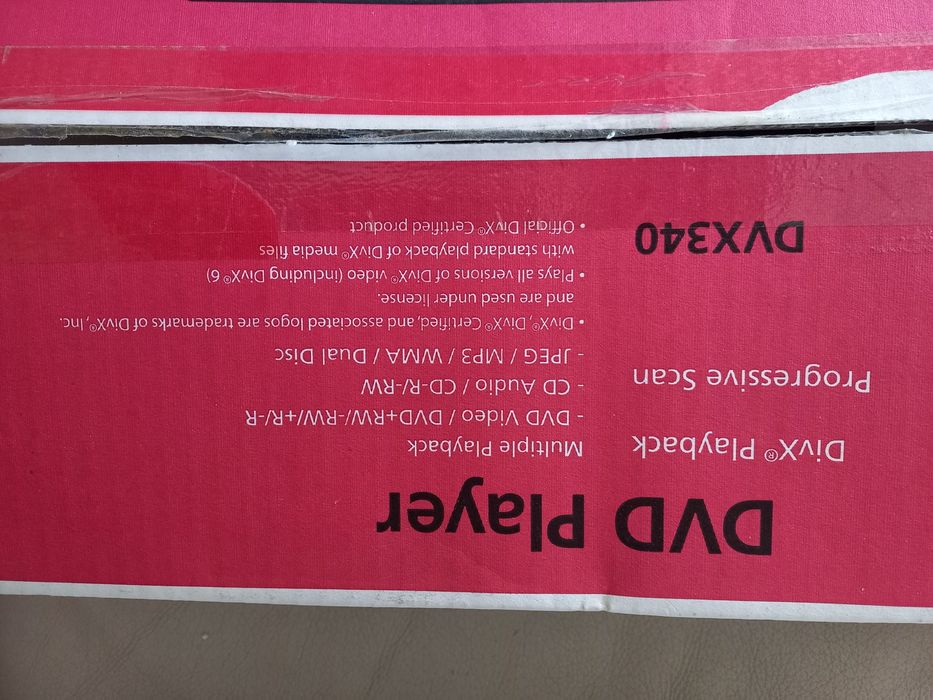 DVD Player
DivX® Playback
Progressive Scan
DVX340
Multiple Playback
- DVD Video / DVD+RW/-RW/+R/-R
- CD Audio / CD-R/-RW
- JPEG / MP3 / WMA / Dual Disc
• DivX®, DivX® Certified, and associated logos are trademarks of DivX®, Inc.
and are used under license.
• Plays all versions of DivX® video (including DivX® 6)
with standard playback of DivX® media files
• Official DivX® Certified product